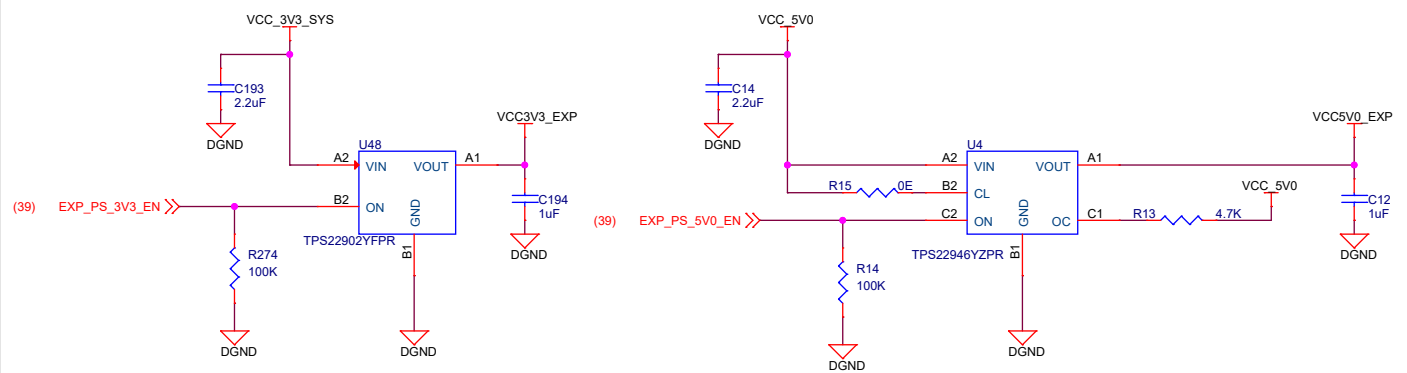 VCC_3V3_SYS
C193
2.2uF
DGND
VCC3V3_EXP
U48
A2
VIN
VOUT
A1
(39)
EXP_PS_3V3_EN
B2
ON
GND
B1
TPS22902YFPR
C194
1uF
DGND
R274
100K
DGND
DGND
VCC_5V0
C14
2.2uF
DGND
VCC5V0_EXP
U4
A2
VIN
VOUT
A1
R15
0E
B2
CL
VCC_5V0
(39)
EXP_PS_5V0_EN
C2
ON
GND
OC
C1
R13
4.7K
B1
TPS22946YZPR
C12
1uF
DGND
R14
100K
DGND
DGND